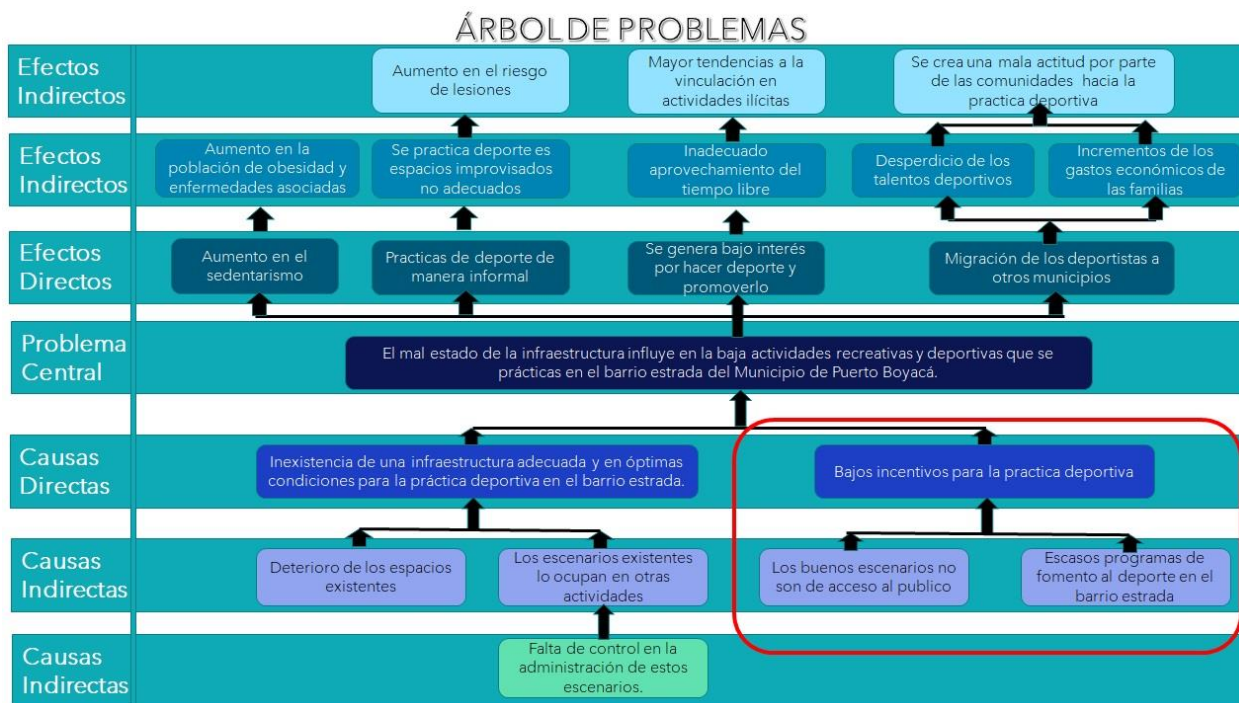 ÁRBOL DE PROBLEMAS
Efectos
Indirectos
Aumento en el riesgo
de lesiones
Mayor tendencias a la
vinculación en
actividades ilícitas
Se crea una mala actitud por parte
de las comunidades hacia la
practica deportiva
Efectos
Indirectos
Aumento en la
población de obesidad y
enfermedades asociadas
Se practica deporte es
espacios improvisados
no adecuados
Inadecuado
aprovechamiento del
tiempo libre
Desperdicio de los
talentos deportivos
Incrementos de los
gastos económicos de
las familias
Efectos
Directos
Aumento en el
sedentarismo
Practicas de deporte de
manera informal
Se genera bajo interés
por hacer deporte y
promoverlo
Migración de los deportistas a
otros municipios
Problema
Central
El mal estado de la infraestructura influye en la baja actividades recreativas y deportivas que se
prácticas en el barrio estrada del Municipio de Puerto Boyacá.
Causas
Directas
Inexistencia de una infraestructura adecuada y en óptimas
condiciones para la práctica deportiva en el barrio estrada.
Bajos incentivos para la practica deportiva
Causas
Indirectas
Deterioro de los espacios
existentes
Los escenarios existentes
lo ocupan en otras
actividades
Los buenos escenarios no
son de acceso al publico
Escasos programas de
fomento al deporte en el
barrio estrada
Causas
Indirectas
Falta de control en la
administración de estos
escenarios.